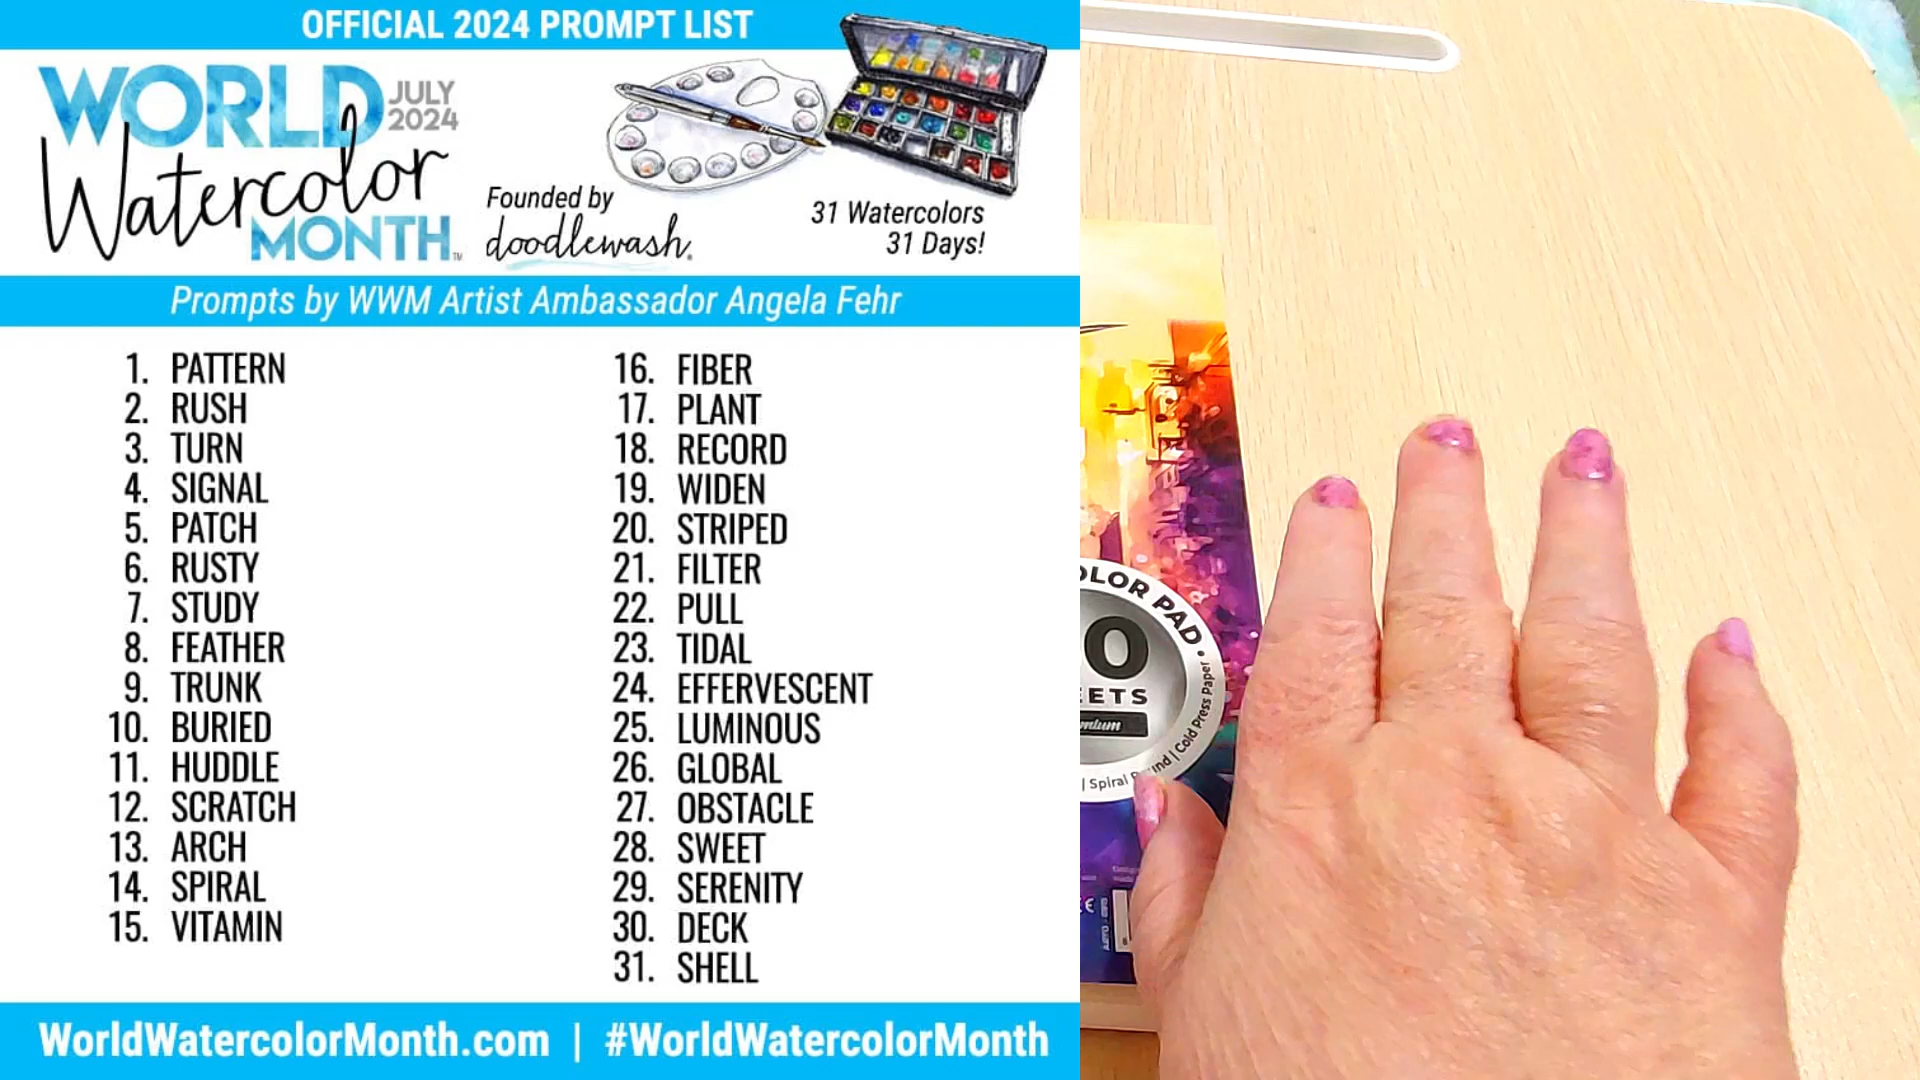 OFFICIAL 2024 PROMPT LIST
WORLD
JULY
2024
Watercolor
MONTH™
Founded by
doodlewash®
31 Watercolors
31 Days!
Prompts by WWM Artist Ambassador Angela Fehr
1. PATTERN
2. RUSH
3. TURN
4. SIGNAL
5. PATCH
6. RUSTY
7. STUDY
8. FEATHER
9. TRUNK
10. BURIED
11. HUDDLE
12. SCRATCH
13. ARCH
14. SPIRAL
15. VITAMIN
16. FIBER
17. PLANT
18. RECORD
19. WIDEN
20. STRIPED
21. FILTER
22. PULL
23. TIDAL
24. EFFERVESCENT
25. LUMINOUS
26. GLOBAL
27. OBSTACLE
28. SWEET
29. SERENITY
30. DECK
31. SHELL
WorldWatercolorMonth.com | #WorldWatercolorMonth
OLOR PAD •
0
EETS
| Spiral
Cold Press Paper